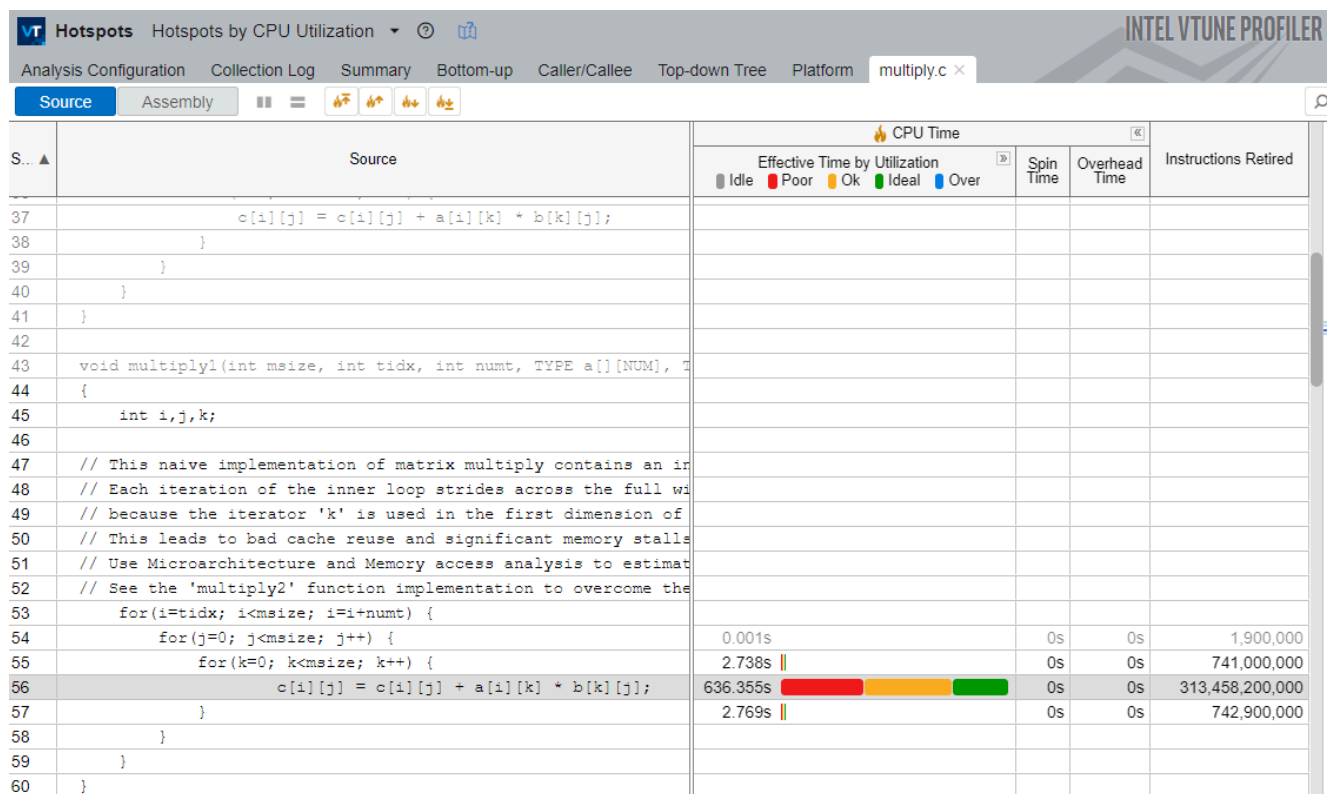 VT Hotspots Hotspots by CPU Utilization
INTEL VTUNE PROFILER
Analysis Configuration Collection Log Summary Bottom-up Caller/Callee Top-down Tree Platform multiply.c ×
Source Assembly
CPU Time
S... ▲ Source Effective Time by Utilization Spin Time Overhead Time Instructions Retired
Idle Poor Ok Ideal Over
37 c[i][j] = c[i][j] + a[i][k] * b[k][j];
38 }
39 }
40 }
41 }
42
43 void multiply1(int msize, int tidx, int numt, TYPE a[][NUM], T
44 {
45 int i,j,k;
46
47 // This naive implementation of matrix multiply contains an in
48 // Each iteration of the inner loop strides across the full wi
49 // because the iterator 'k' is used in the first dimension of
50 // This leads to bad cache reuse and significant memory stalls
51 // Use Microarchitecture and Memory access analysis to estimat
52 // See the 'multiply2' function implementation to overcome the
53 for(i=tidx; i<msize; i=i+numt) {
54 for(j=0; j<msize; j++) { 0.001s 0s 0s 1,900,000
55 for(k=0; k<msize; k++) { 2.738s 0s 0s 741,000,000
56 c[i][j] = c[i][j] + a[i][k] * b[k][j]; 636.355s 0s 0s 313,458,200,000
57 } 2.769s 0s 0s 742,900,000
58 }
59 }
60 }